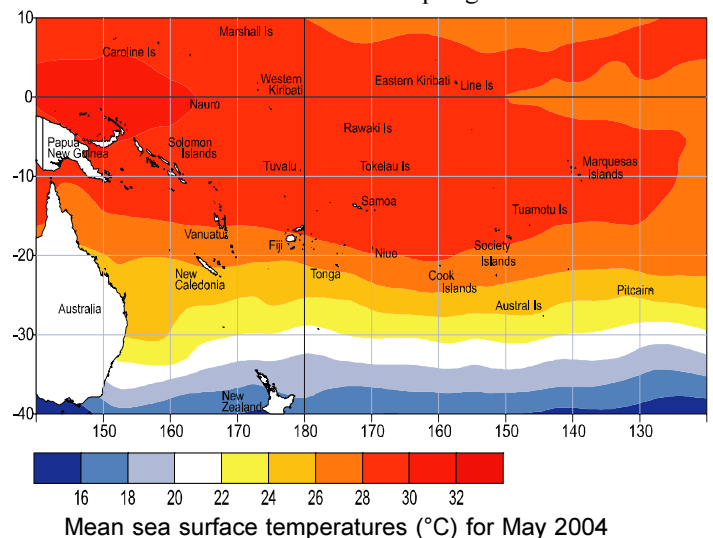 10
Marshall Is
Caroline Is
Western
Kiribati
Eastern Kiribati
Line Is
0
Nauru
Rawaki Is
Papua
New Guinea
Solomon
Islands
Tuvalu
Tokelau Is
Marquesas
Islands
-10
Samoa
Tuamotu Is
Vanuatu
Fiji
Niue
Society
Islands
-20
New
Caledonia
Tonga
Cook
Islands
Pitcairn
Australia
Austral Is
-30
New
Zealand
-40
150 160 170 180 170 160 150 140 130
16 18 20 22 24 26 28 30 32
Mean sea surface temperatures (°C) for May 2004